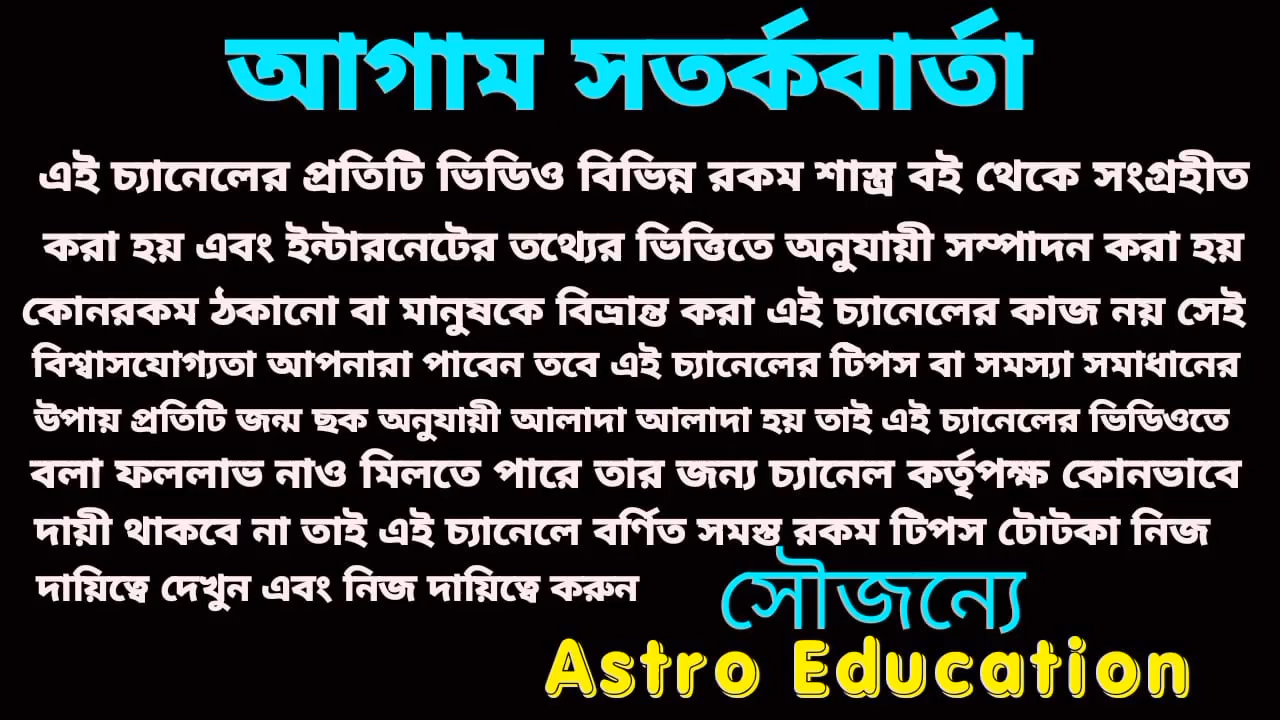 আগাম সতর্কবার্তা
এই চ্যানেলের প্রতিটি ভিডিও বিভিন্ন রকম শাস্ত্র বই থেকে সংগ্রহীত
করা হয় এবং ইন্টারনেটের তথ্যের ভিত্তিতে অনুযায়ী সম্পাদন করা হয়
কোনরকম ঠকানো বা মানুষকে বিভ্রান্ত করা এই চ্যানেলের কাজ নয় সেই
বিশ্বাসযোগ্যতা আপনারা পাবেন তবে এই চ্যানেলের টিপস বা সমস্যা সমাধানের
উপায় প্রতিটি জন্ম ছক অনুযায়ী আলাদা আলাদা হয় তাই এই চ্যানেলের ভিডিওতে
বলা ফললাভ নাও মিলতে পারে তার জন্য চ্যানেল কর্তৃপক্ষ কোনভাবে
দায়ী থাকবে না তাই এই চ্যানেলে বর্ণিত সমস্ত রকম টিপস টোটকা নিজ
দায়িত্বে দেখুন এবং নিজ দায়িত্বে করুন
সৌজন্যে
Astro Education